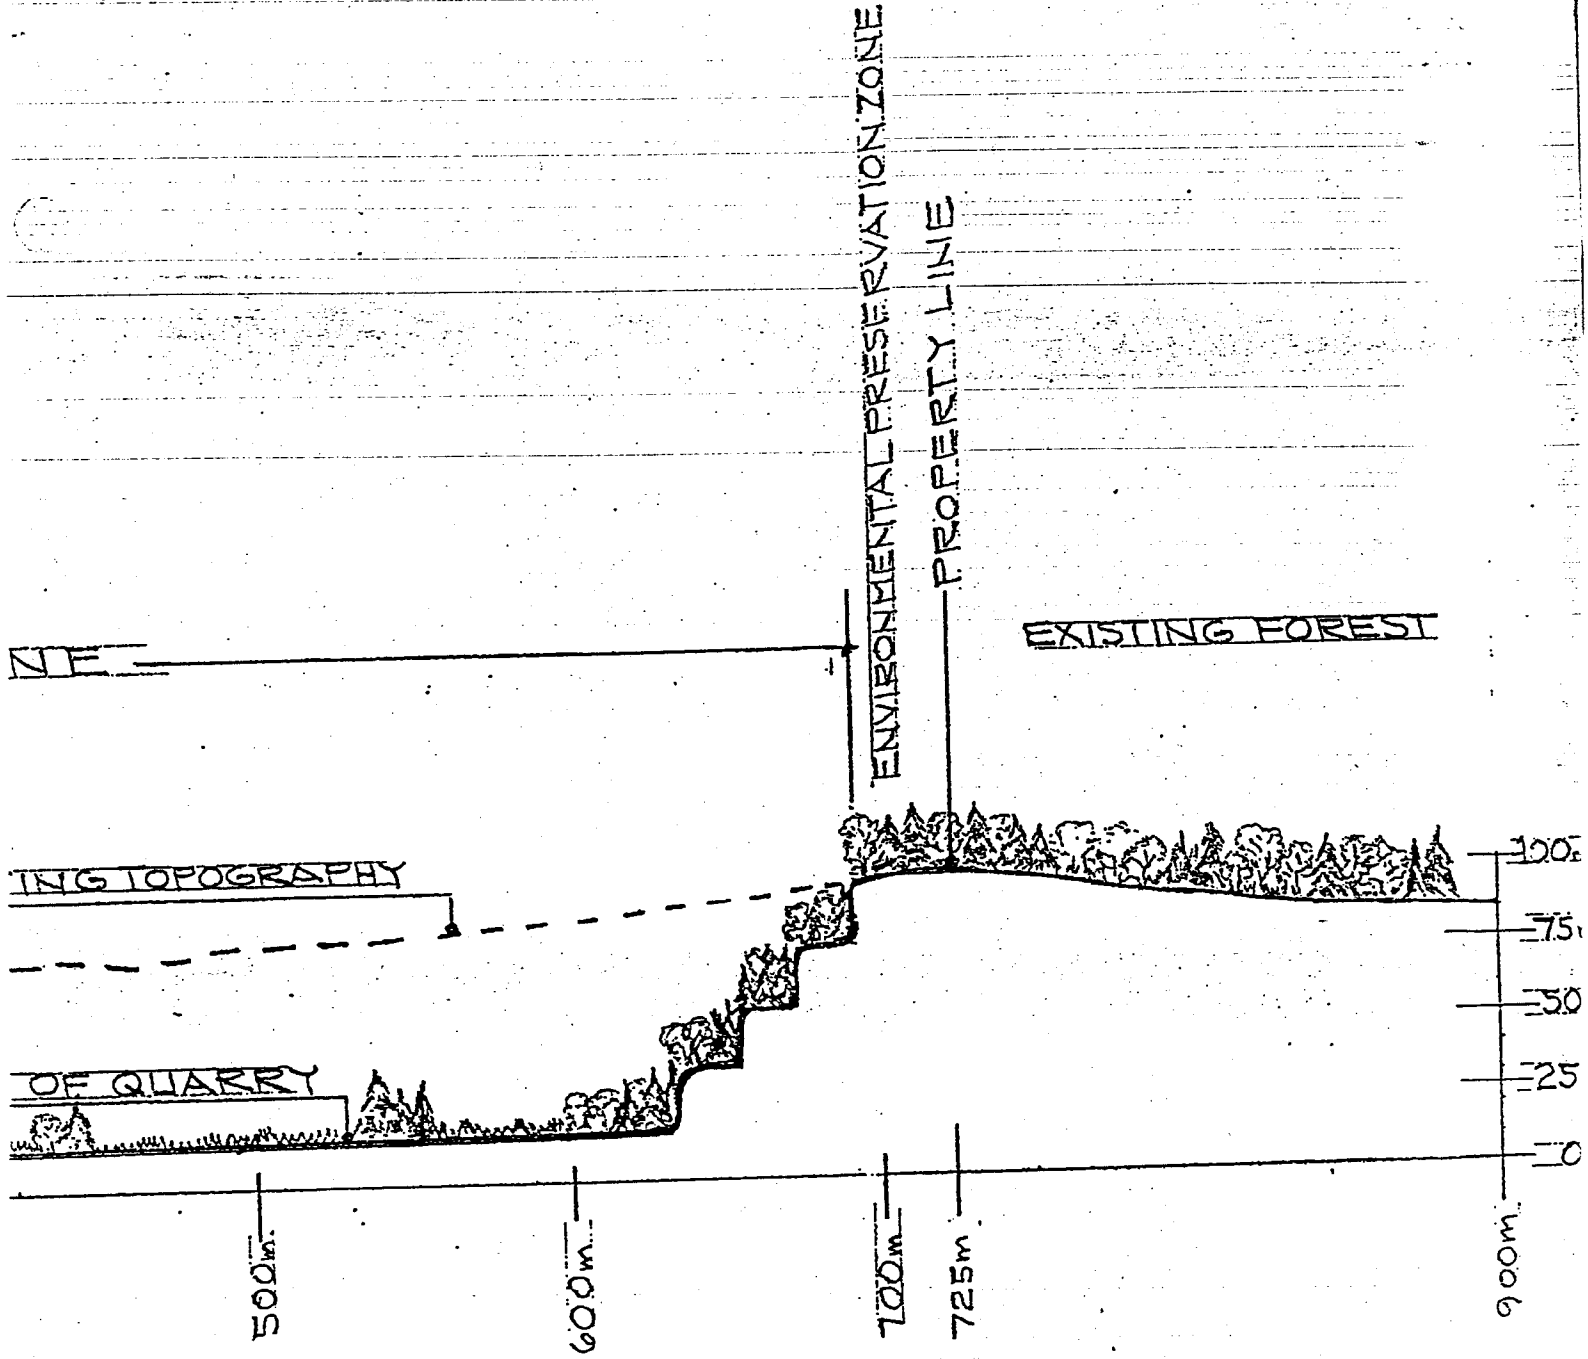 ENVIRONMENTAL PRESERVATION ZONE
PROPERTY LINE
NE
EXISTING FOREST
ING TOPOGRAPHY
OF QUARRY
100
75
50
25
0
500m
600m
700m
725m
900m